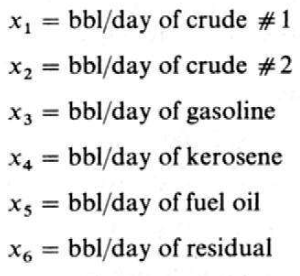 x₁ = bbl/day of crude #1
x₂ = bbl/day of crude #2
x₃ = bbl/day of gasoline
x₄ = bbl/day of kerosene
x₅ = bbl/day of fuel oil
x₆ = bbl/day of residual